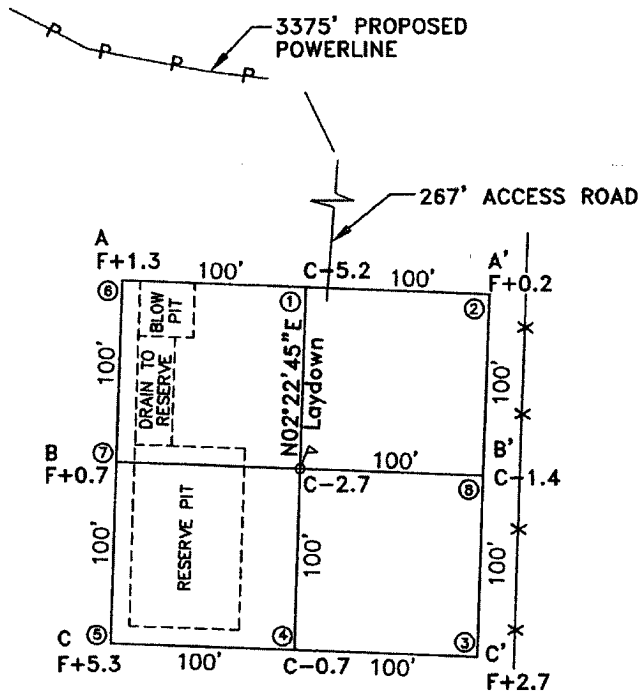 P P P P
3375' PROPOSED
POWERLINE
267' ACCESS ROAD
A
F+1.3
100'
C-5.2
100'
A'
F+0.2
⑥
①
②
BLOW
PIT
100'
DRAIN TO
RESERVE
N02°22'45"E
Laydown
100'
B
F+0.7
⑦
100'
C-2.7
⑧
B'
C-1.4
100'
RESERVE PIT
100'
100'
C
F+5.3
⑤
100'
④
C-0.7
100'
③
C'
F+2.7